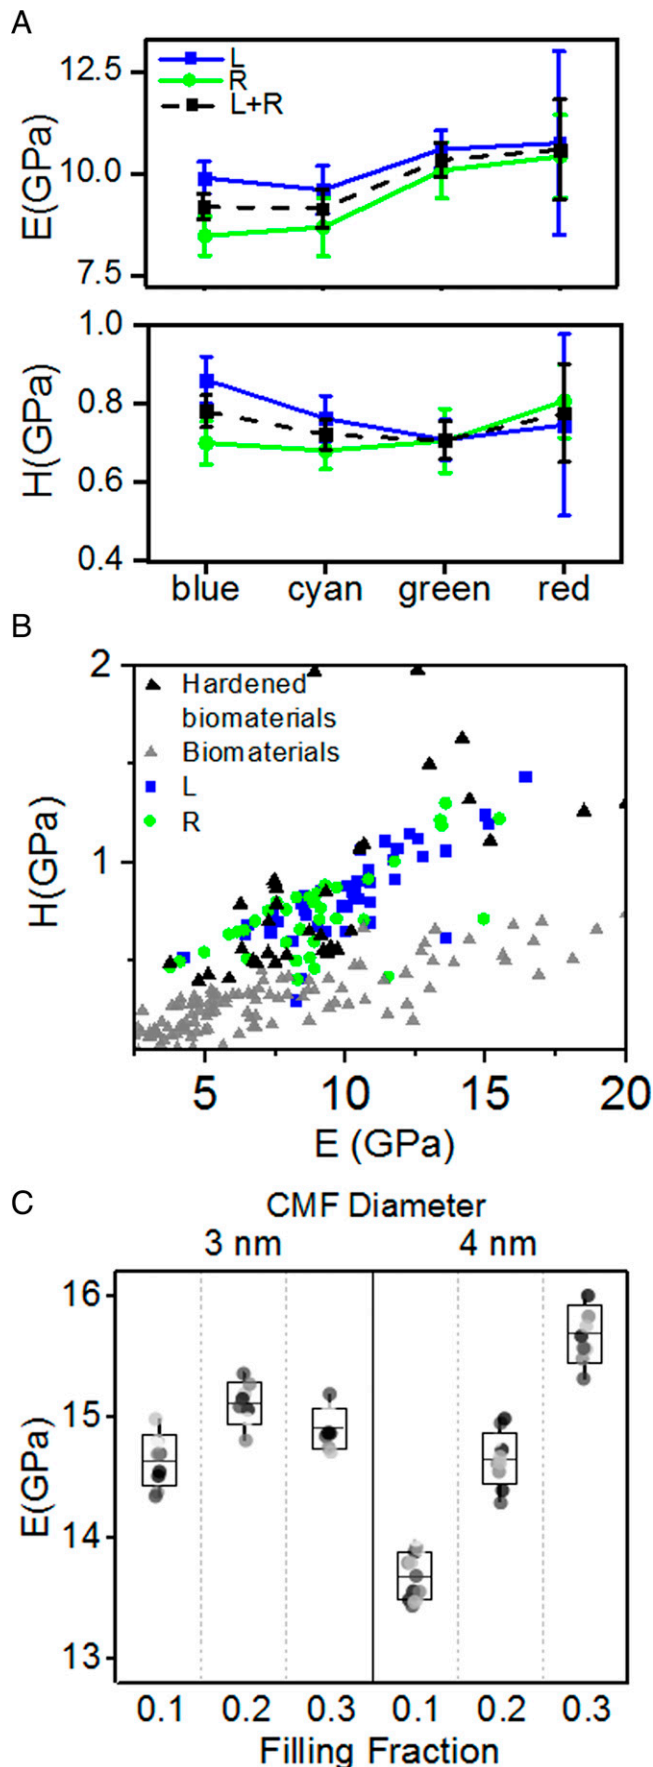 A
E(GPa)
12.5
10.0
7.5
L
R
L+R
H(GPa)
1.0
0.8
0.6
0.4
blue cyan green red
B
H(GPa)
2
1
Hardened
biomaterials
Biomaterials
L
R
5 10 15 20
E (GPa)
C
CMF Diameter
3 nm 4 nm
E(GPa)
16
15
14
13
0.1 0.2 0.3 0.1 0.2 0.3
Filling Fraction